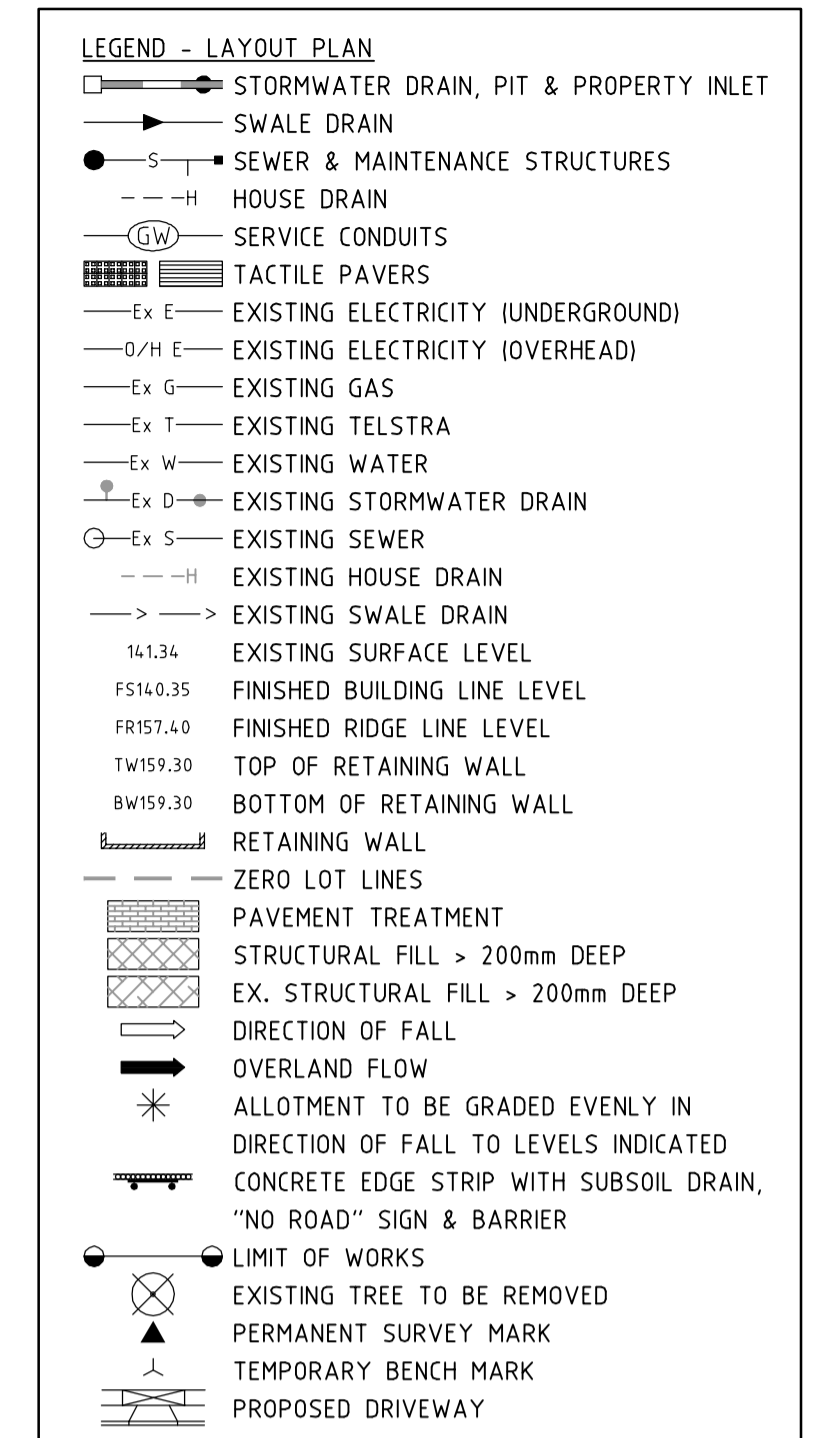 LEGEND - LAYOUT PLAN
STORMWATER DRAIN, PIT & PROPERTY INLET
SWALE DRAIN
S SEWER & MAINTENANCE STRUCTURES
H HOUSE DRAIN
GW SERVICE CONDUITS
TACTILE PAVERS
Ex E EXISTING ELECTRICITY (UNDERGROUND)
O/H E EXISTING ELECTRICITY (OVERHEAD)
Ex G EXISTING GAS
Ex T EXISTING TELSTRA
Ex W EXISTING WATER
Ex D EXISTING STORMWATER DRAIN
Ex S EXISTING SEWER
H EXISTING HOUSE DRAIN
EXISTING SWALE DRAIN
141.34 EXISTING SURFACE LEVEL
FS140.35 FINISHED BUILDING LINE LEVEL
FR157.40 FINISHED RIDGE LINE LEVEL
TW159.30 TOP OF RETAINING WALL
BW159.30 BOTTOM OF RETAINING WALL
RETAINING WALL
ZERO LOT LINES
PAVEMENT TREATMENT
STRUCTURAL FILL > 200mm DEEP
EX. STRUCTURAL FILL > 200mm DEEP
DIRECTION OF FALL
OVERLAND FLOW
ALLOTMENT TO BE GRADED EVENLY IN
DIRECTION OF FALL TO LEVELS INDICATED
CONCRETE EDGE STRIP WITH SUBSOIL DRAIN,
"NO ROAD" SIGN & BARRIER
LIMIT OF WORKS
EXISTING TREE TO BE REMOVED
PERMANENT SURVEY MARK
TEMPORARY BENCH MARK
PROPOSED DRIVEWAY